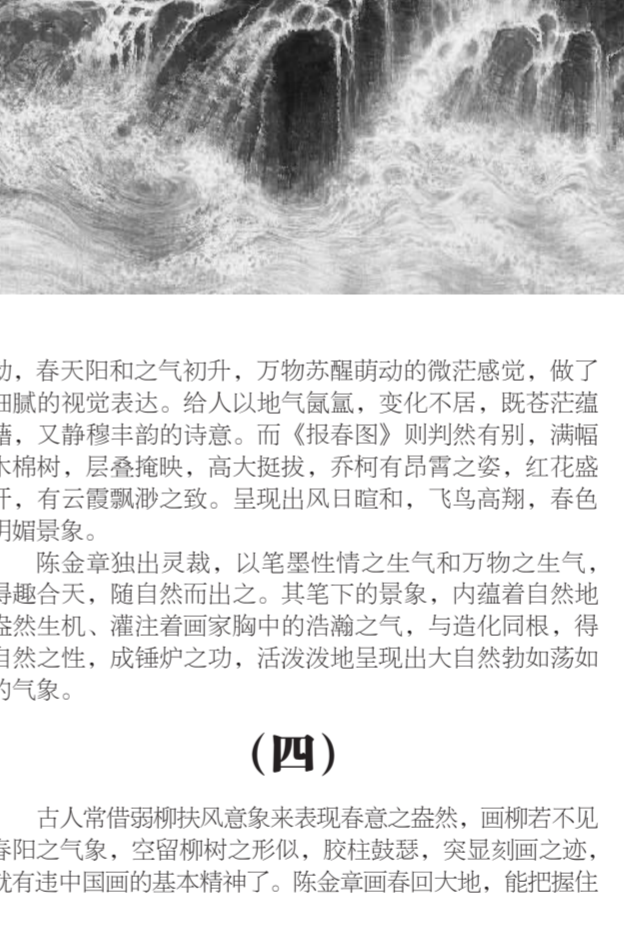 动，春天阳和之气初升，万物苏醒萌动的微茫感觉，做了
细腻的视觉表达。给人以地气氤氲，变化不居，既苍茫蕴
藉，又静穆丰韵的诗意。而《报春图》则判然有别，满幅
木棉树，层叠掩映，高大挺拔，乔柯有昂霄之姿，红花盛
开，有云霞飘渺之致。呈现出风日暄和，飞鸟高翔，春色
明媚景象。
陈金章独出灵裁，以笔墨性情之生气和万物之生气，
得趣合天，随自然而出之。其笔下的景象，内蕴着自然地
盎然生机、灌注着画家胸中的浩瀚之气，与造化同根，得
自然之性，成锤炉之功，活泼泼地呈现出大自然勃如荡如
的气象。
（四）
古人常借弱柳扶风意象来表现春意之盎然，画柳若不见
春阳之气象，空留柳树之形似，胶柱鼓瑟，突显刻画之迹，
就有违中国画的基本精神了。陈金章画春回大地，能把握住